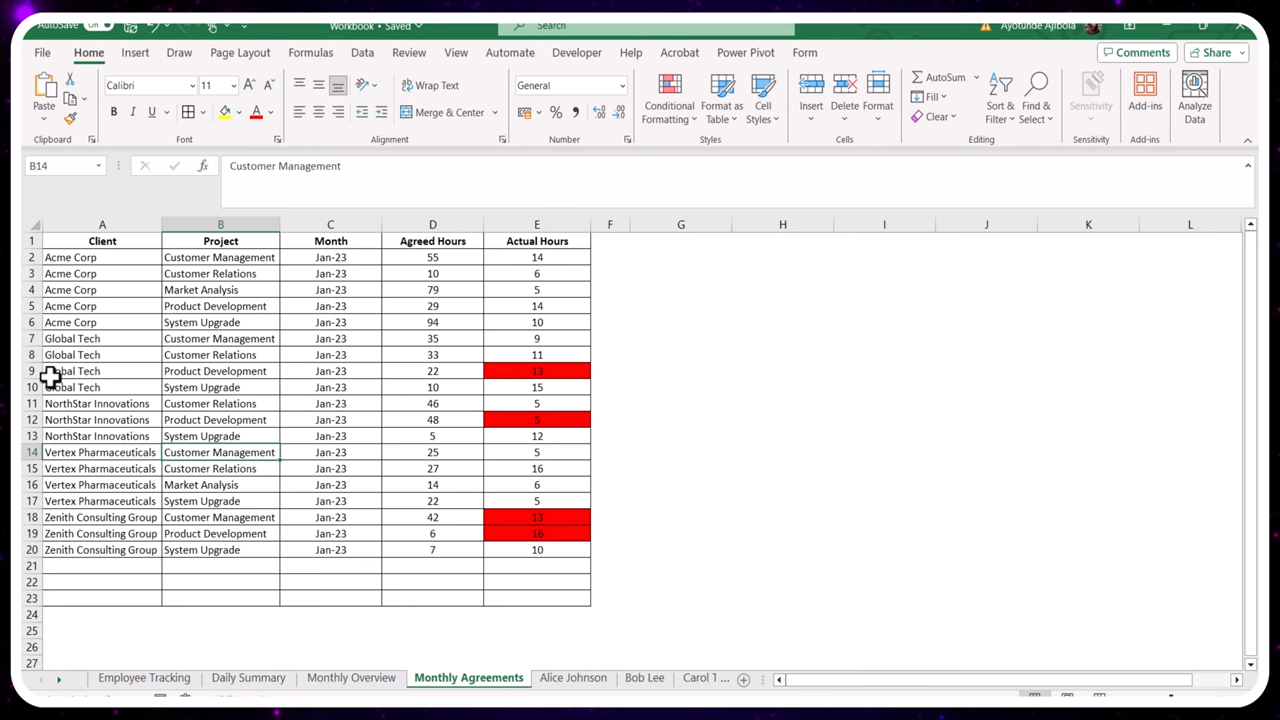 AutoSave On Workbook • Saved Search Ayotunde Ajibola
File Home Insert Draw Page Layout Formulas Data Review View Automate Developer Help Acrobat Power Pivot Form Comments Share
Paste Calibri 11 Wrap Text General Conditional Formatting Format as Table Cell Styles Insert Delete Format AutoSum Sort & Filter Find & Select Sensitivity Add-ins Analyze Data
B I U Merge & Center Fill Clear
Clipboard Font Alignment Number Styles Cells Editing Sensitivity Add-ins
B14 fx Customer Management
A B C D E F G H I J K L
1 Client Project Month Agreed Hours Actual Hours
2 Acme Corp Customer Management Jan-23 55 14
3 Acme Corp Customer Relations Jan-23 10 6
4 Acme Corp Market Analysis Jan-23 79 5
5 Acme Corp Product Development Jan-23 29 14
6 Acme Corp System Upgrade Jan-23 94 10
7 Global Tech Customer Management Jan-23 35 9
8 Global Tech Customer Relations Jan-23 33 11
9 Global Tech Product Development Jan-23 22 13
10 Global Tech System Upgrade Jan-23 10 15
11 NorthStar Innovations Customer Relations Jan-23 46 5
12 NorthStar Innovations Product Development Jan-23 48 5
13 NorthStar Innovations System Upgrade Jan-23 5 12
14 Vertex Pharmaceuticals Customer Management Jan-23 25 5
15 Vertex Pharmaceuticals Customer Relations Jan-23 27 16
16 Vertex Pharmaceuticals Market Analysis Jan-23 14 6
17 Vertex Pharmaceuticals System Upgrade Jan-23 22 5
18 Zenith Consulting Group Customer Management Jan-23 42 13
19 Zenith Consulting Group Product Development Jan-23 6 16
20 Zenith Consulting Group System Upgrade Jan-23 7 10
21
22
23
24
25
26
27
Employee Tracking Daily Summary Monthly Overview Monthly Agreements Alice Johnson Bob Lee Carol T ...